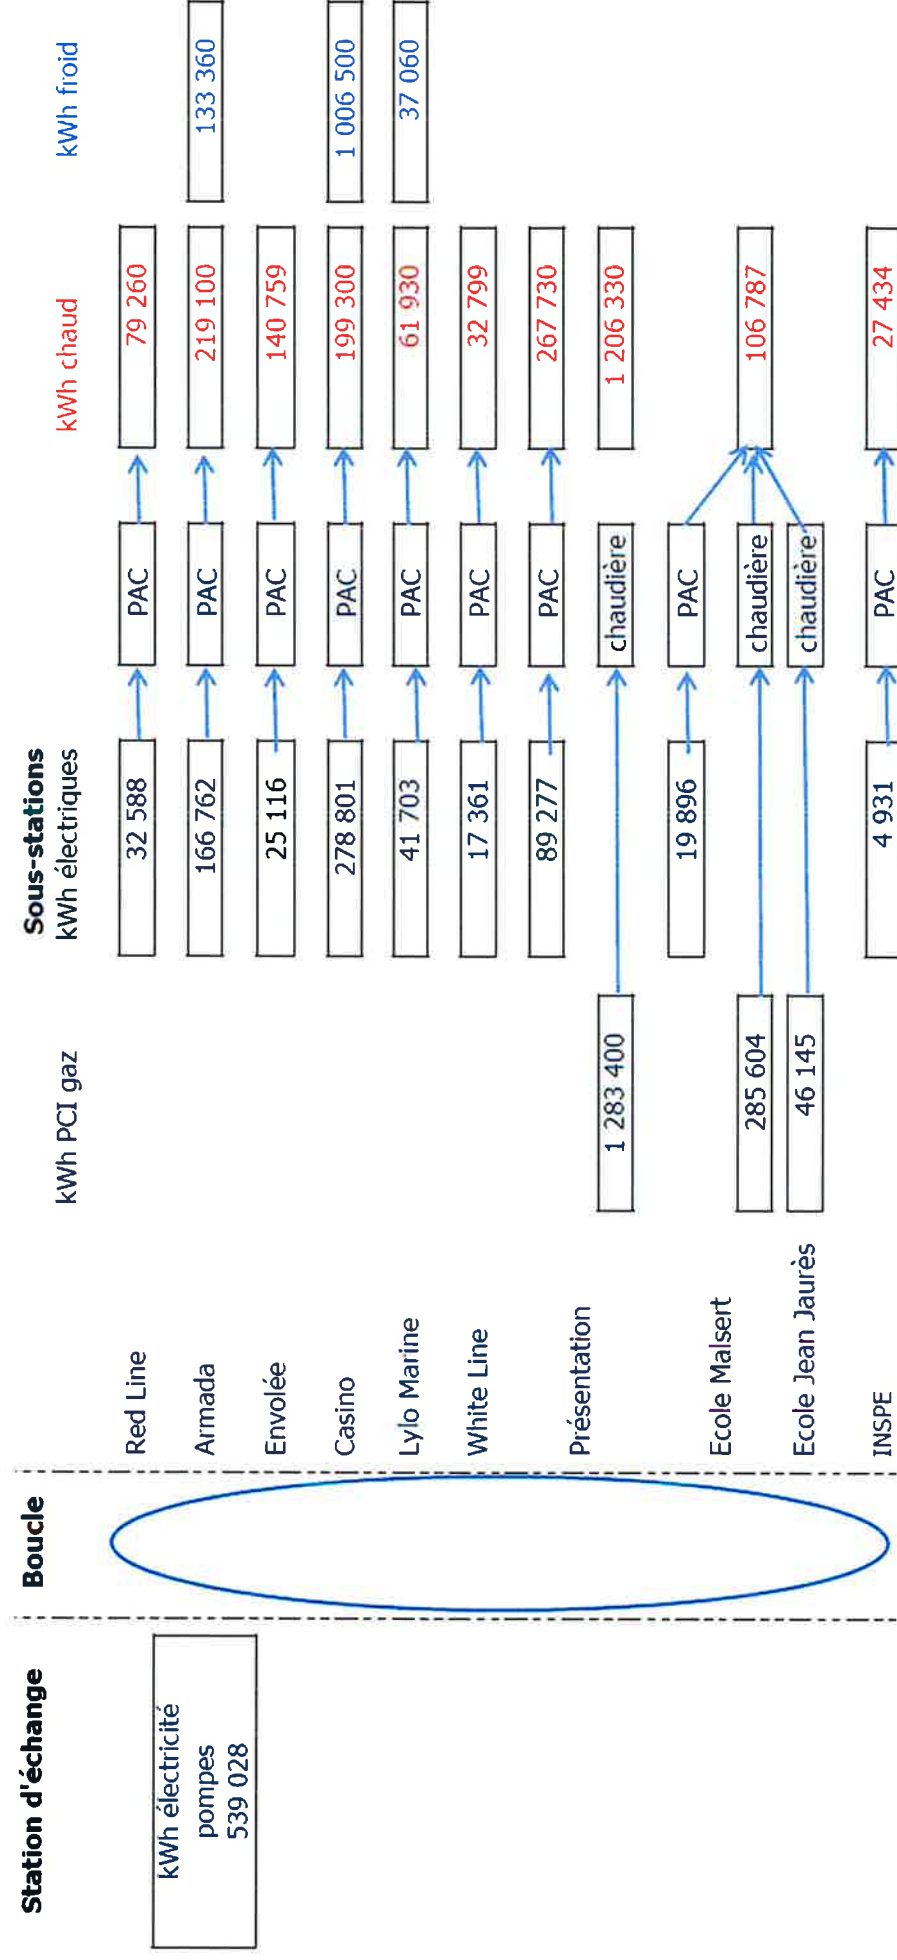 Station d'échange
Boucle
Sous-stations
kWh PCI gaz
kWh électriques
kWh chaud
kWh froid
kWh électricité
pompes
539 028
Red Line
32 588
PAC
79 260
Armada
166 762
PAC
219 100
133 360
Envolée
25 116
PAC
140 759
Casino
278 801
PAC
199 300
1 006 500
Lylo Marine
41 703
PAC
61 930
37 060
White Line
17 361
PAC
32 799
Présentation
89 277
PAC
267 730
1 283 400
chaudière
1 206 330
Ecole Malsert
19 896
PAC
285 604
chaudière
106 787
Ecole Jean Jaurès
46 145
chaudière
INSPE
4 931
PAC
27 434